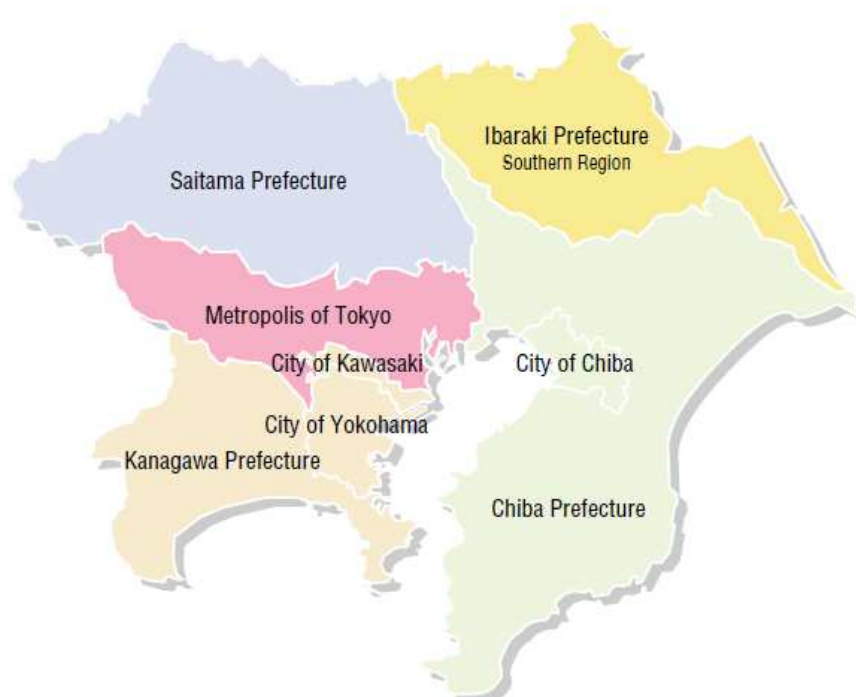 Ibaraki Prefecture
Southern Region
Saitama Prefecture
Metropolis of Tokyo
City of Kawasaki
City of Chiba
City of Yokohama
Kanagawa Prefecture
Chiba Prefecture